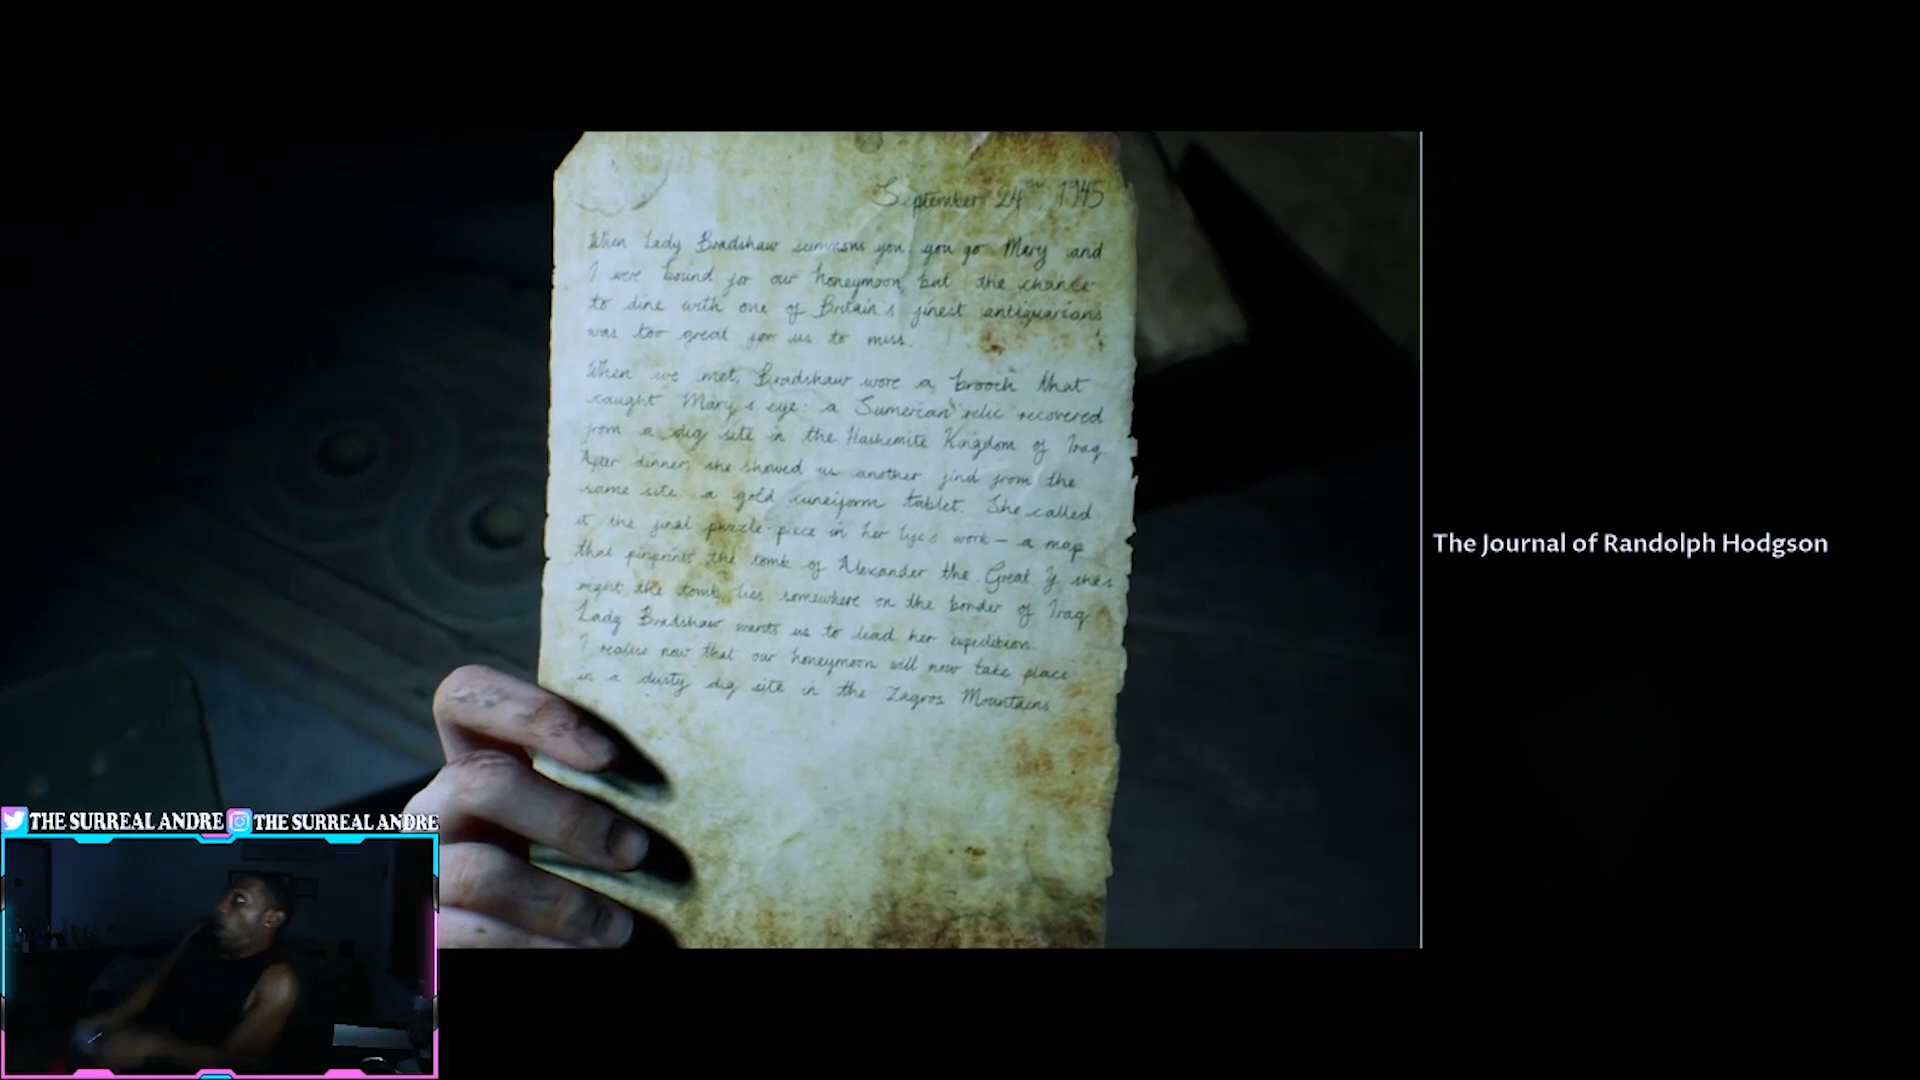 September 24th, 1945
When Lady Bradshaw summons you, you go. Mary and
I were bound for our honeymoon, but the chance
to dine with one of Britain's finest antiquarians
was too great for us to miss.
When we met, Bradshaw wore a brooch that
caught Mary's eye: a Sumerian relic recovered
from a dig site in the Hashemite Kingdom of Iraq.
After dinner, she showed us another find from the
same site: a gold cuneiform tablet. She called
it the final puzzle-piece in her life's work – a map
that pinpoints the tomb of Alexander the Great. If she's
right the tomb lies somewhere on the border of Iraq.
Lady Bradshaw wants us to lead her expedition.
I realise now that our honeymoon will now take place
in a dusty dig site in the Zagros Mountains.
The Journal of Randolph Hodgson
THE SURREAL ANDRE THE SURREAL ANDRE